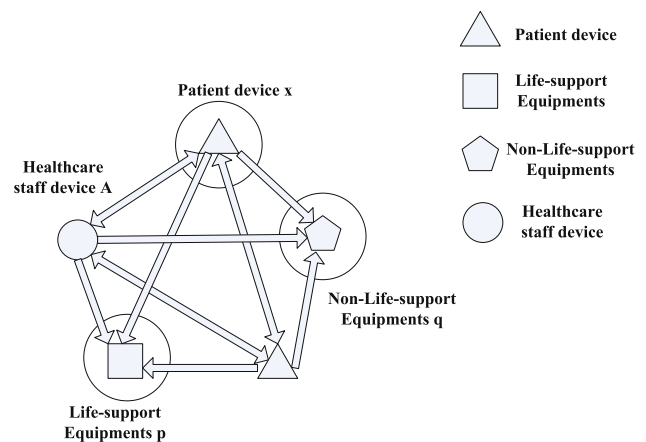 Patient device
Life-support
Equipments
Patient device x
Non-Life-support
Equipments
Healthcare
staff device A
Healthcare
staff device
Non-Life-support
Equipments q
Life-support
Equipments p